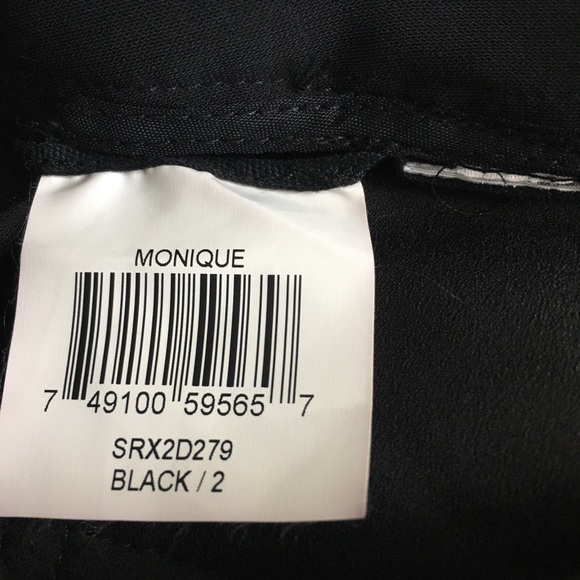 MONIQUE
7 49100 59565 7
SRX2D279
BLACK / 2